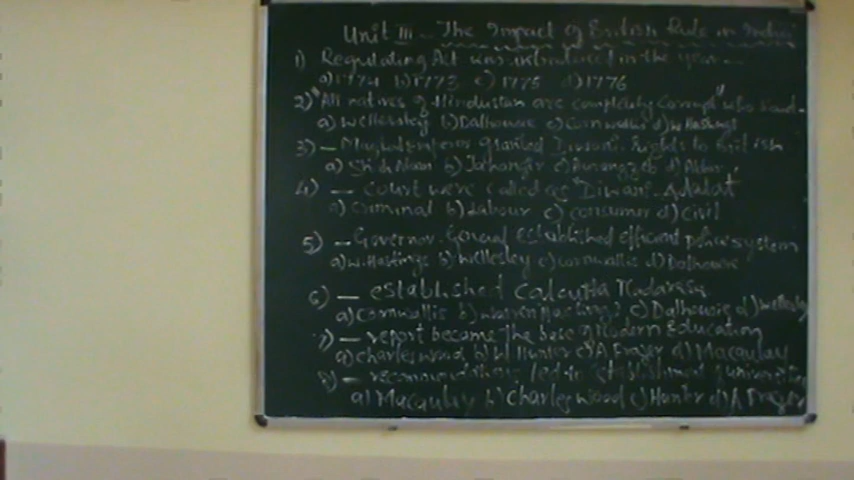 Unit III - The Impact of British Rule in India
1) Regulating Act was introduced in the year --
a) 1774 b) 1773 c) 1775 d) 1776
2) "All natives of Hindustan are completely corrupt" who said -
a) Wellesley b) Dalhousie c) Cornwallis d) W. Hastings
3) - Moghal emperor granted Diwani rights to British
a) Shah Alam b) Jahangir c) Aurangzeb d) Akbar
4) - Court were called as "Diwani Adalat"
a) Criminal b) Labour c) consumer d) Civil
5) - Governor General established efficient police system
a) W. Hastings b) Wellesley c) Cornwallis d) Dalhousie
6) - established Calcutta Madarasa
a) Cornwallis b) Warren Hastings c) Dalhousie d) Wellesley
7) - report became the base of Modern Education
a) Charles wood b) W Hunter c) A Frazer d) Macaulay
8) - recommendations led to establishment of universities
a) Macaulay b) Charles wood c) Hunter d) A Frazer